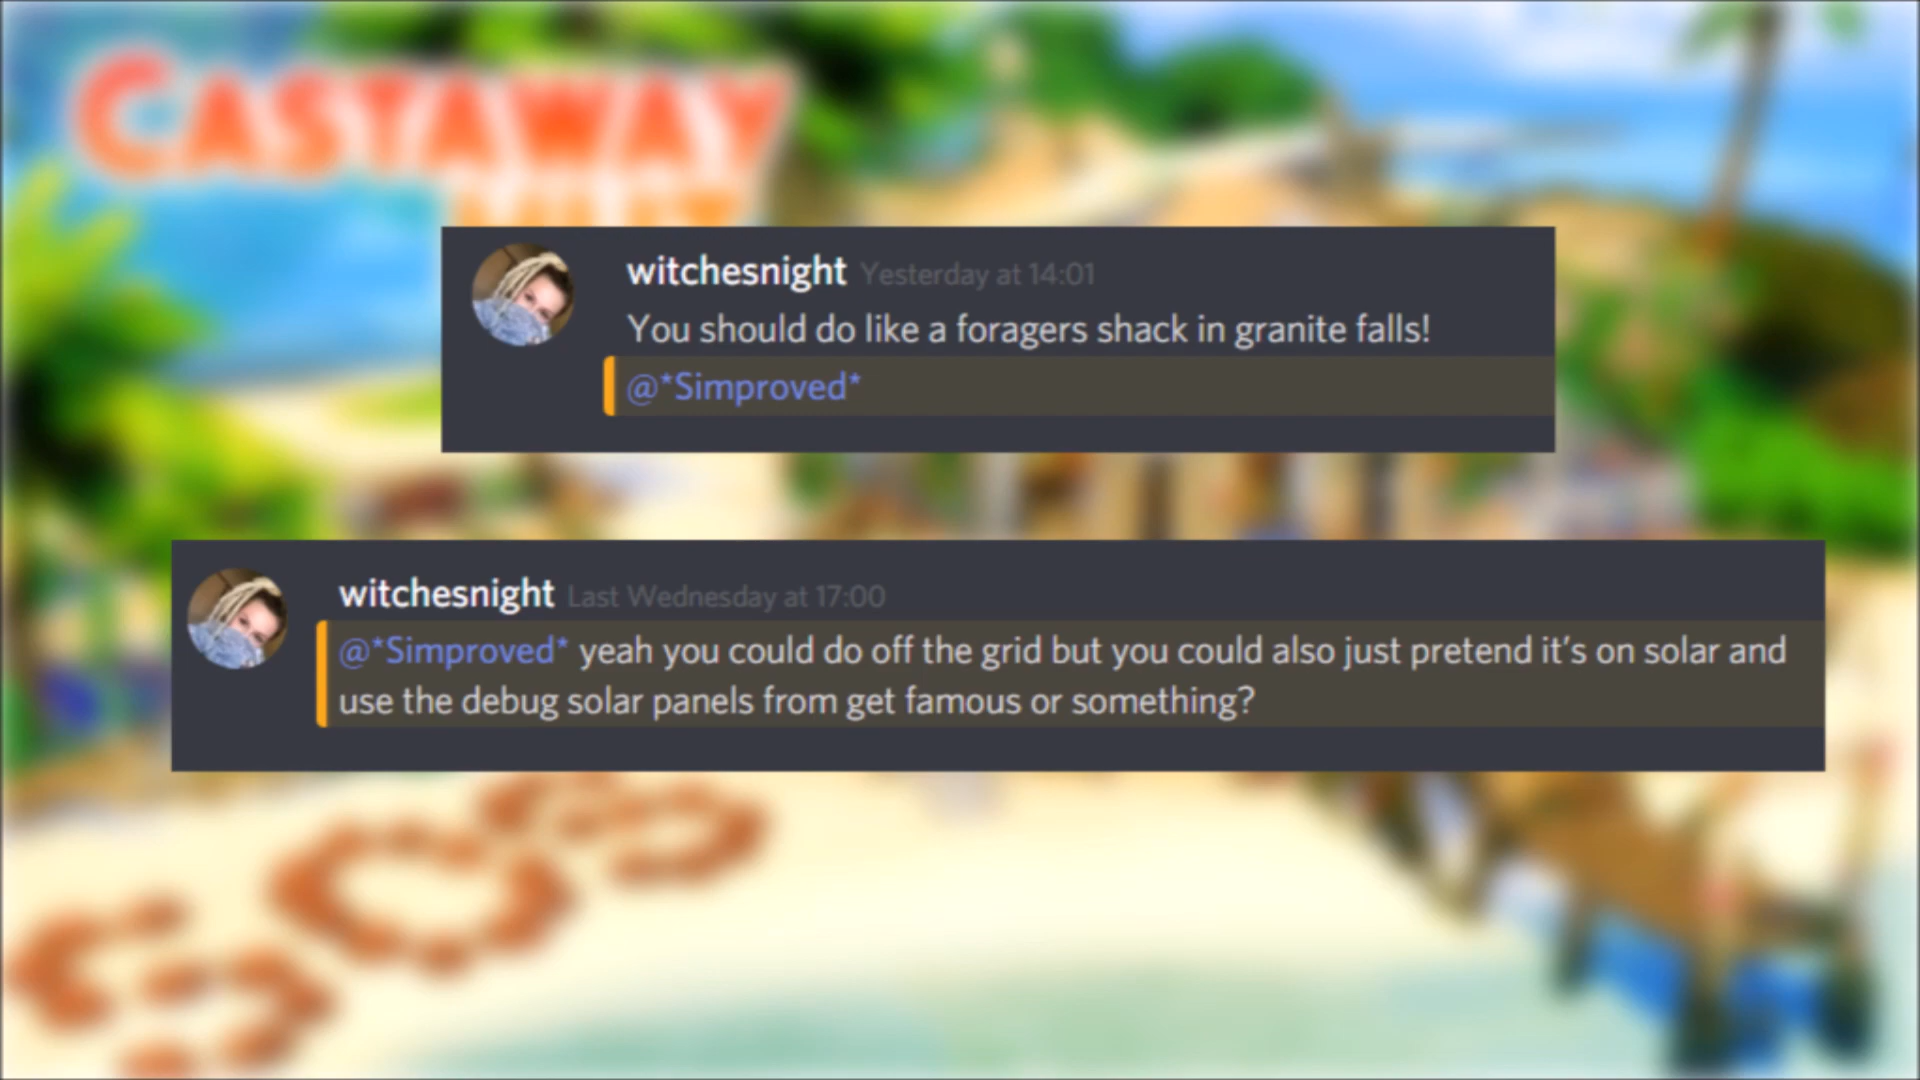 CASTAWAY
witchesnight Yesterday at 14:01
You should do like a foragers shack in granite falls!
@*Simproved*
witchesnight Last Wednesday at 17:00
@*Simproved* yeah you could do off the grid but you could also just pretend it's on solar and
use the debug solar panels from get famous or something?
SOS